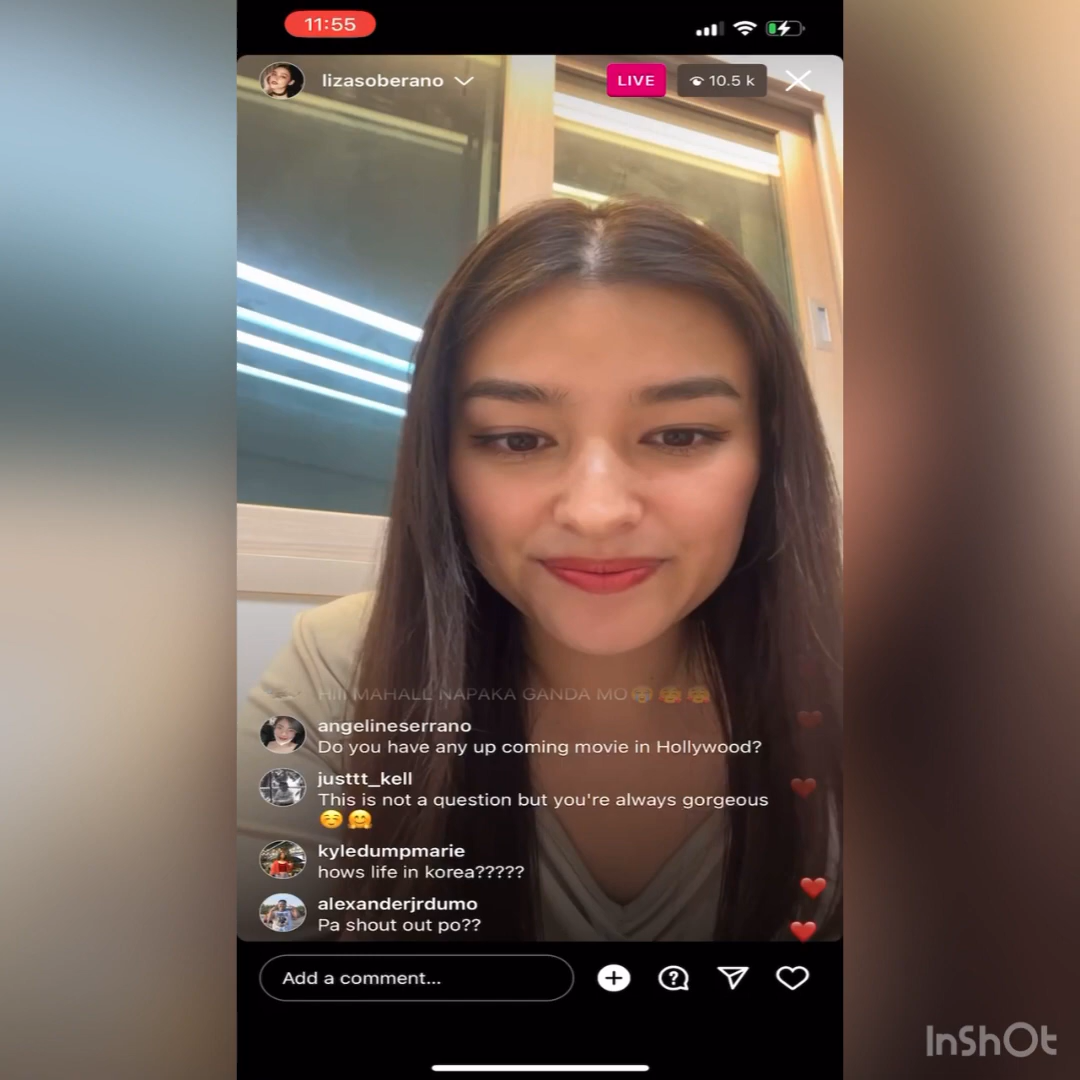 11:55
lizasoberano
LIVE
10.5 k
HIII MAHALL NAPAKA GANDA MO
angelineserrano
Do you have any up coming movie in Hollywood?
justtt_kell
This is not a question but you're always gorgeous
kyledumpmarie
hows life in korea?????
alexanderjrdumo
Pa shout out po??
Add a comment...
InShOt